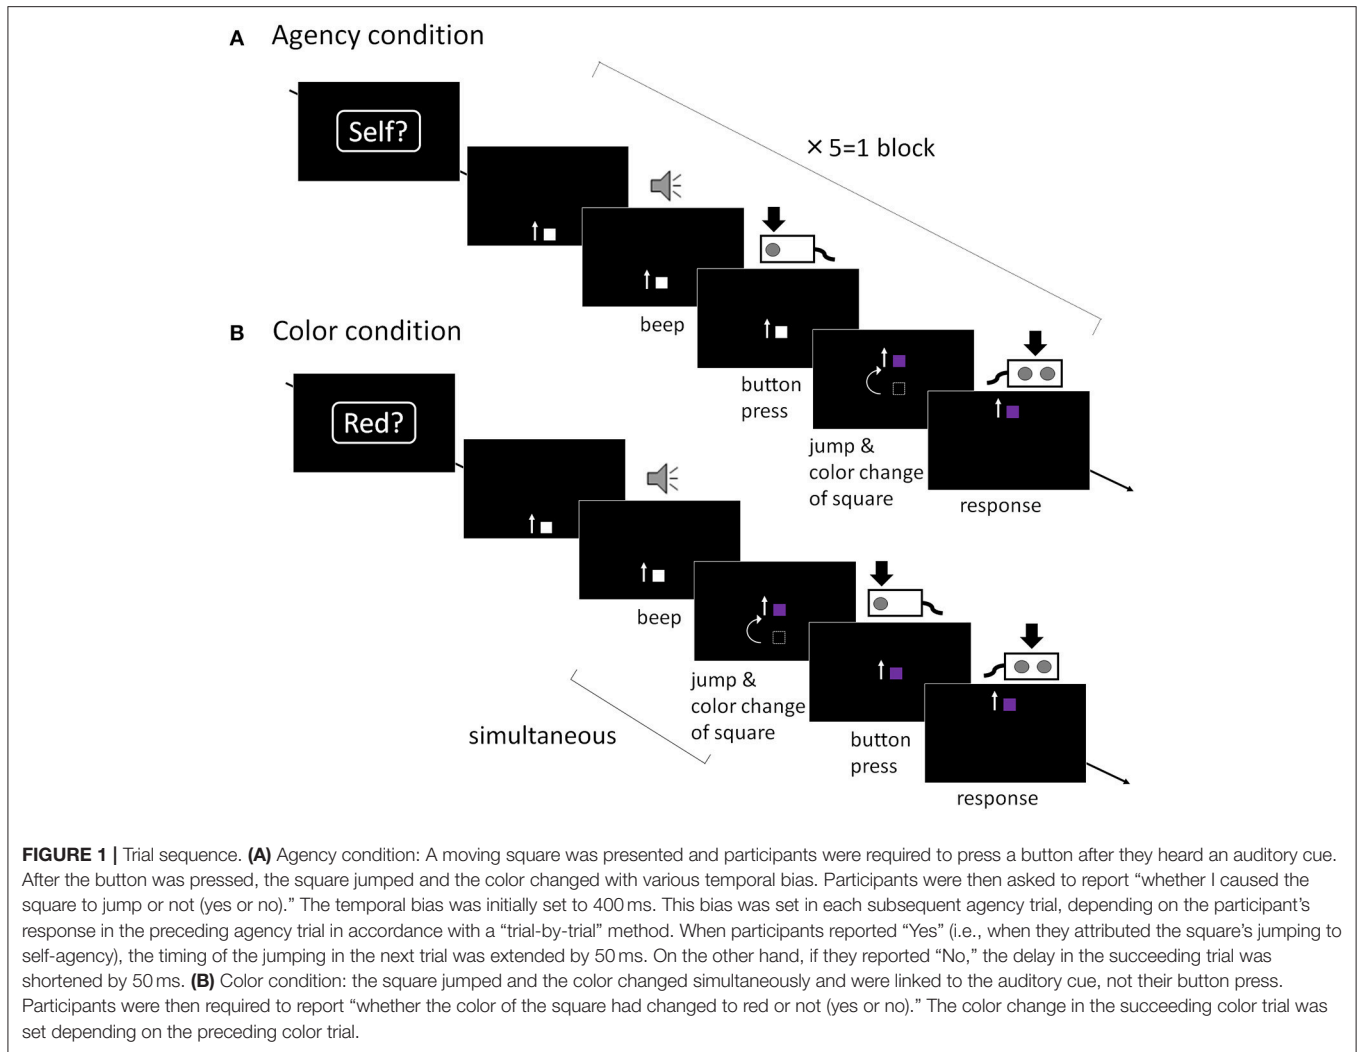 A Agency condition
Self?
× 5=1 block
beep
button
press
jump &
color change
of square
response
B Color condition
Red?
beep
jump &
color change
of square
simultaneous
button
press
response
FIGURE 1 | Trial sequence. (A) Agency condition: A moving square was presented and participants were required to press a button after they heard an auditory cue.
After the button was pressed, the square jumped and the color changed with various temporal bias. Participants were then asked to report “whether I caused the
square to jump or not (yes or no).” The temporal bias was initially set to 400 ms. This bias was set in each subsequent agency trial, depending on the participant’s
response in the preceding agency trial in accordance with a “trial-by-trial” method. When participants reported “Yes” (i.e., when they attributed the square’s jumping to
self-agency), the timing of the jumping in the next trial was extended by 50 ms. On the other hand, if they reported “No,” the delay in the succeeding trial was
shortened by 50 ms. (B) Color condition: the square jumped and the color changed simultaneously and were linked to the auditory cue, not their button press.
Participants were then required to report “whether the color of the square had changed to red or not (yes or no).” The color change in the succeeding color trial was
set depending on the preceding color trial.